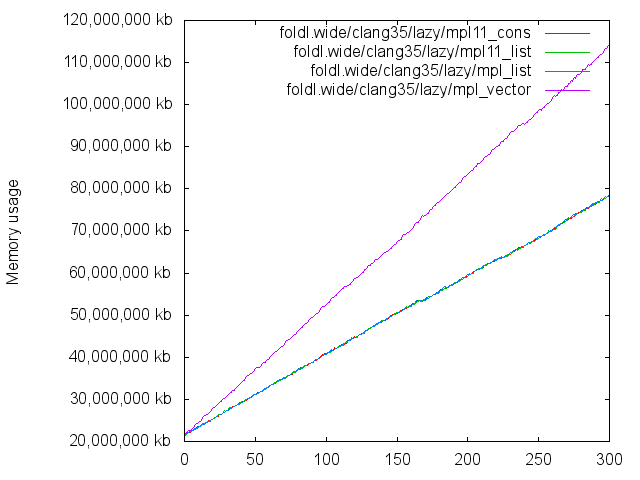 120,000,000 kb
110,000,000 kb
100,000,000 kb
90,000,000 kb
80,000,000 kb
70,000,000 kb
60,000,000 kb
50,000,000 kb
40,000,000 kb
30,000,000 kb
20,000,000 kb
Memory usage
foldl.wide/clang35/lazy/mpl11_cons
foldl.wide/clang35/lazy/mpl11_list
foldl.wide/clang35/lazy/mpl_list
foldl.wide/clang35/lazy/mpl_vector
0 50 100 150 200 250 300